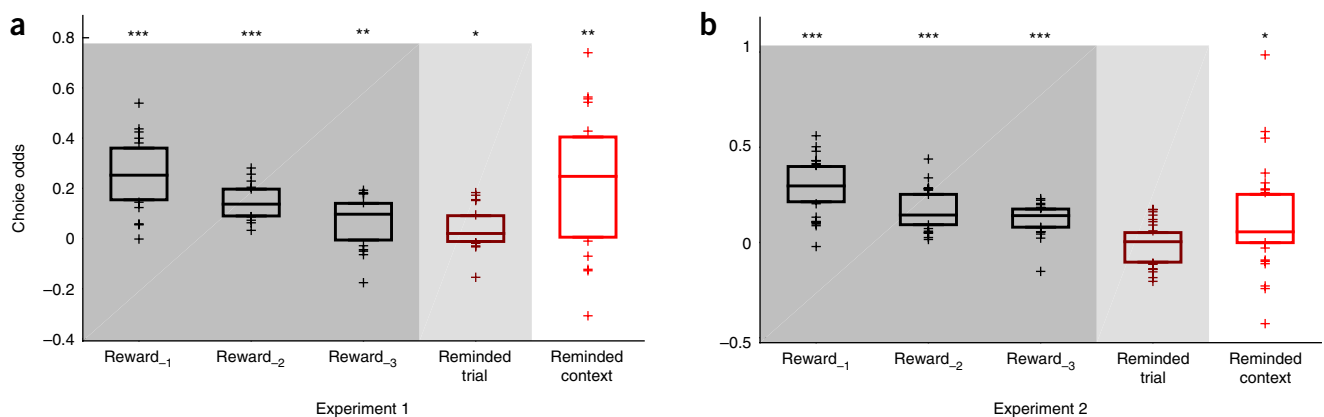 a
Choice odds
0.8
0.6
0.4
0.2
0
–0.2
–0.4
*** *** ** * **
Reward–1 Reward–2 Reward–3 Reminded trial Reminded context
Experiment 1
b
1
0.5
0
–0.5
*** *** *** *
Reward–1 Reward–2 Reward–3 Reminded trial Reminded context
Experiment 2